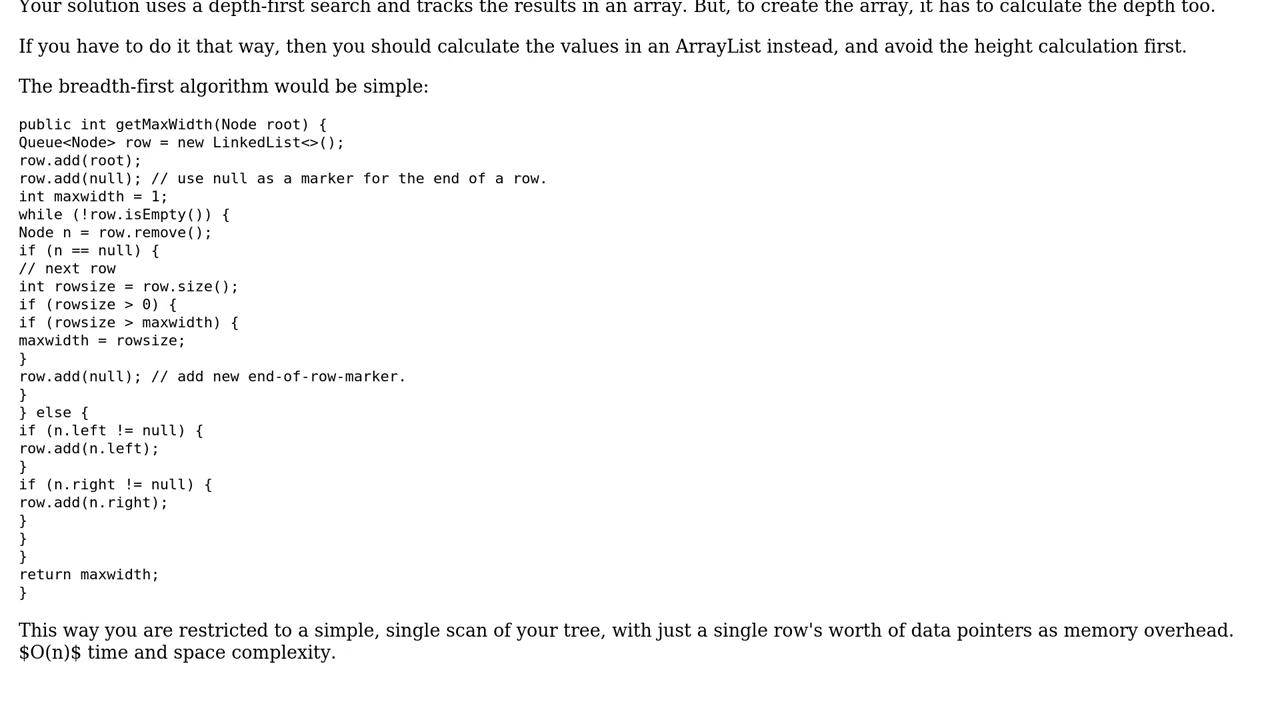 Your solution uses a depth-first search and tracks the results in an array. But, to create the array, it has to calculate the depth too.
If you have to do it that way, then you should calculate the values in an ArrayList instead, and avoid the height calculation first.
The breadth-first algorithm would be simple:
public int getMaxWidth(Node root) {
Queue<Node> row = new LinkedList<>();
row.add(root);
row.add(null); // use null as a marker for the end of a row.
int maxwidth = 1;
while (!row.isEmpty()) {
Node n = row.remove();
if (n == null) {
// next row
int rowsize = row.size();
if (rowsize > 0) {
if (rowsize > maxwidth) {
maxwidth = rowsize;
}
row.add(null); // add new end-of-row-marker.
}
} else {
if (n.left != null) {
row.add(n.left);
}
if (n.right != null) {
row.add(n.right);
}
}
}
return maxwidth;
}
This way you are restricted to a simple, single scan of your tree, with just a single row's worth of data pointers as memory overhead.
$O(n)$ time and space complexity.